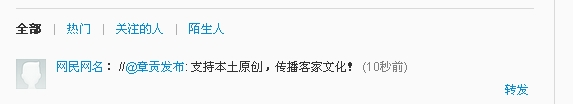 全部 | 热门 | 关注的人 | 陌生人
网民网名： //@章贡发布: 支持本土原创，传播客家文化！ (10秒前)
转发